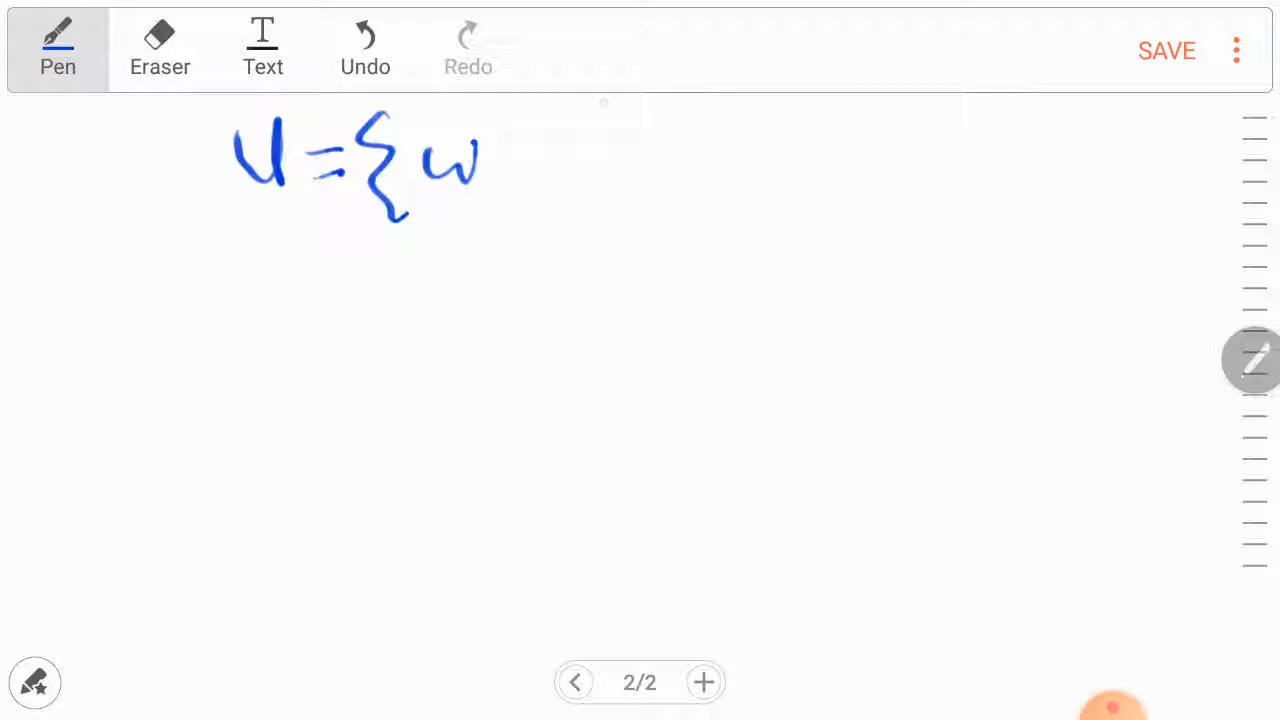 Pen Eraser Text Undo Redo SAVE
U = { w
2/2